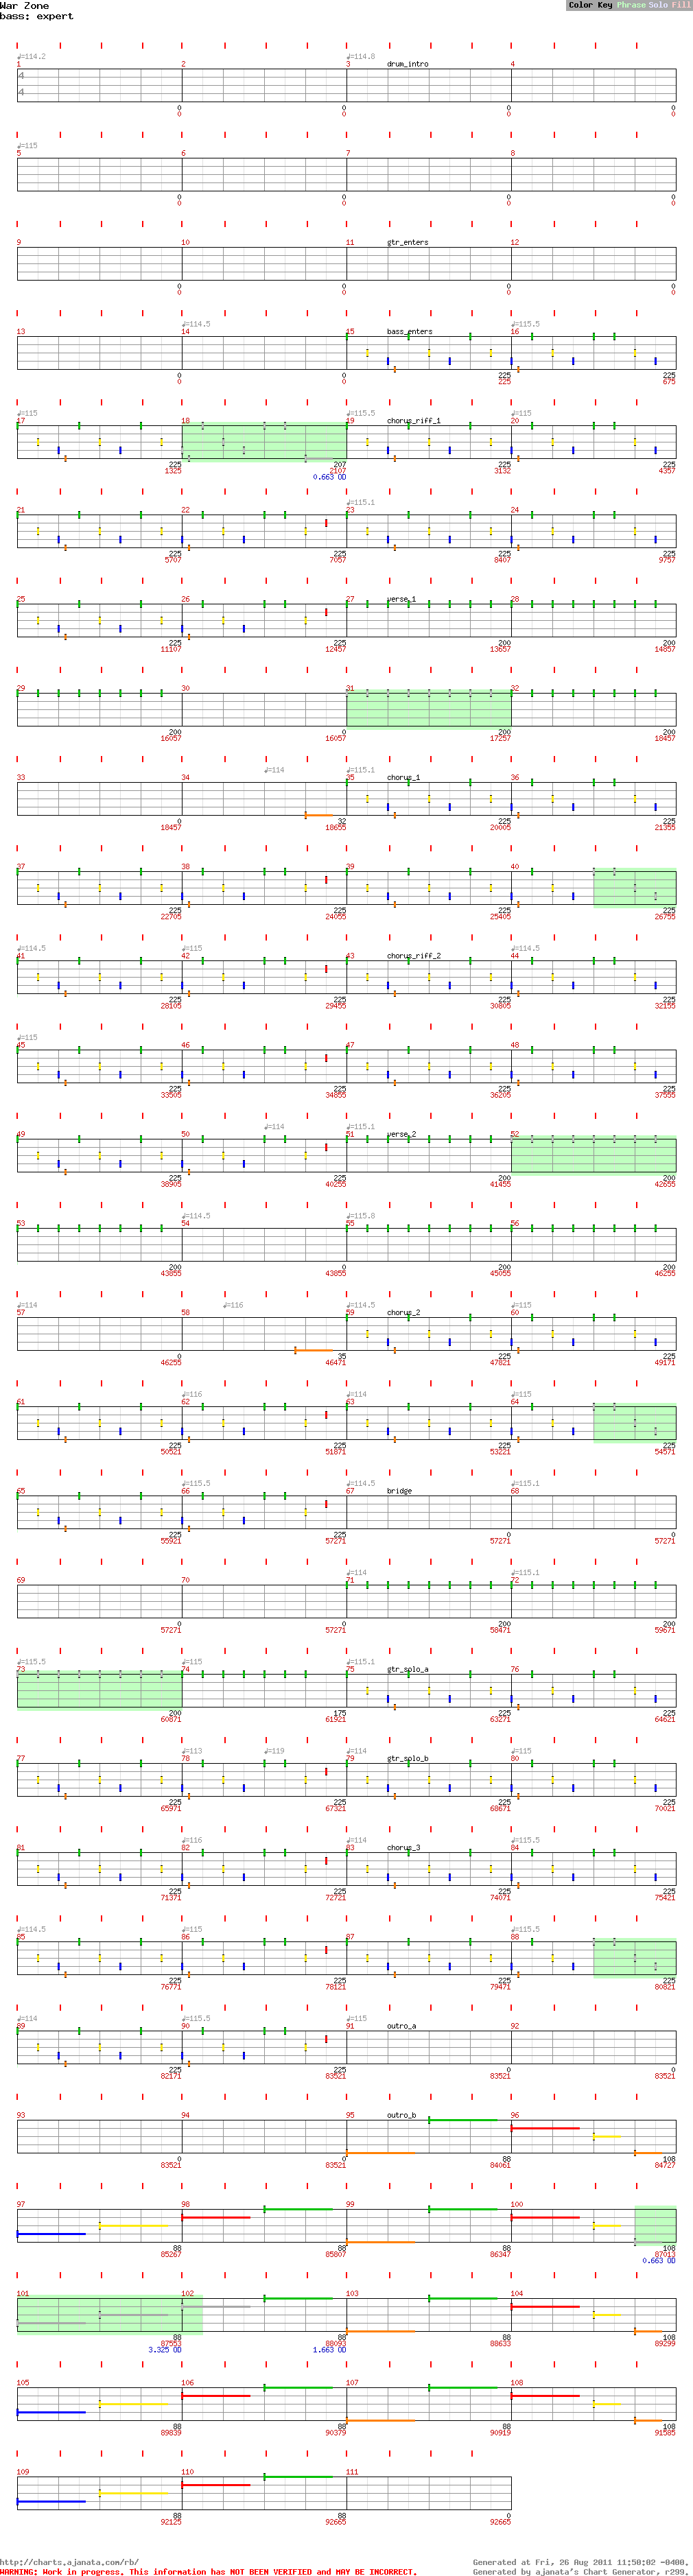 War Zone
bass: expert
Color Key Phrase Solo Fill
♩=114.2 ♩=114.8
1 2 3 drum_intro 4
4
4
0 0 0 0
0 0 0 0
♩=115
5 6 7 8
0 0 0 0
0 0 0 0
9 10 11 gtr_enters 12
0 0 0 0
0 0 0 0
♩=114.5 ♩=115.5
13 14 15 bass_enters 16
0 0 225 225
0 0 225 675
♩=115 ♩=115.5 ♩=115
17 18 19 chorus_riff_1 20
225 207 225 225
1325 2107 3132 4357
0.663 OD
♩=115.1
21 22 23 24
225 225 225 225
5707 7057 8407 9757
25 26 27 verse_1 28
225 225 200 200
11107 12457 13657 14857
29 30 31 32
200 0 200 200
16057 16057 17257 18457
♩=114 ♩=115.1
33 34 35 chorus_1 36
0 32 225 225
18457 18655 20005 21355
37 38 39 40
225 225 225 225
22705 24055 25405 26755
♩=114.5 ♩=115 ♩=114.5
41 42 43 chorus_riff_2 44
225 225 225 225
28105 29455 30805 32155
♩=115
45 46 47 48
225 225 225 225
33505 34855 36205 37555
♩=114 ♩=115.1
49 50 51 verse_2 52
225 225 200 200
38905 40255 41455 42655
♩=114.5 ♩=115.8
53 54 55 56
200 0 200 200
43855 43855 45055 46255
♩=114 ♩=116 ♩=114.5 ♩=115
57 58 59 chorus_2 60
0 35 225 225
46255 46471 47821 49171
♩=116 ♩=114 ♩=115
61 62 63 64
225 225 225 225
50521 51871 53221 54571
♩=115.5 ♩=114.5 ♩=115.1
65 66 67 bridge 68
225 225 0 0
55921 57271 57271 57271
♩=114 ♩=115.1
69 70 71 72
0 0 200 200
57271 57271 58471 59671
♩=115.5 ♩=115 ♩=115.1
73 74 75 gtr_solo_a 76
200 175 225 225
60871 61921 63271 64621
♩=113 ♩=119 ♩=114 ♩=115
77 78 79 gtr_solo_b 80
225 225 225 225
65971 67321 68671 70021
♩=116 ♩=114 ♩=115.5
81 82 83 chorus_3 84
225 225 225 225
71371 72721 74071 75421
♩=114.5 ♩=115 ♩=115.5
85 86 87 88
225 225 225 225
76771 78121 79471 80821
♩=114 ♩=115.5 ♩=115
89 90 91 outro_a 92
225 225 0 0
82171 83521 83521 83521
93 94 95 outro_b 96
0 0 88 108
83521 83521 84061 84727
97 98 99 100
88 88 88 108
85267 85807 86347 87013
0.663 OD
101 102 103 104
88 88 88 108
87553 88093 88633 89299
3.325 OD 1.663 OD
105 106 107 108
88 88 88 108
89839 90379 90919 91585
109 110 111
88 88 0
92125 92665 92665
http://charts.ajanata.com/rb/ Generated at Fri, 26 Aug 2011 11:50:02 -0400.
WARNING: Work in progress. This information has NOT BEEN VERIFIED and MAY BE INCORRECT. Generated by ajanata's Chart Generator, r299.